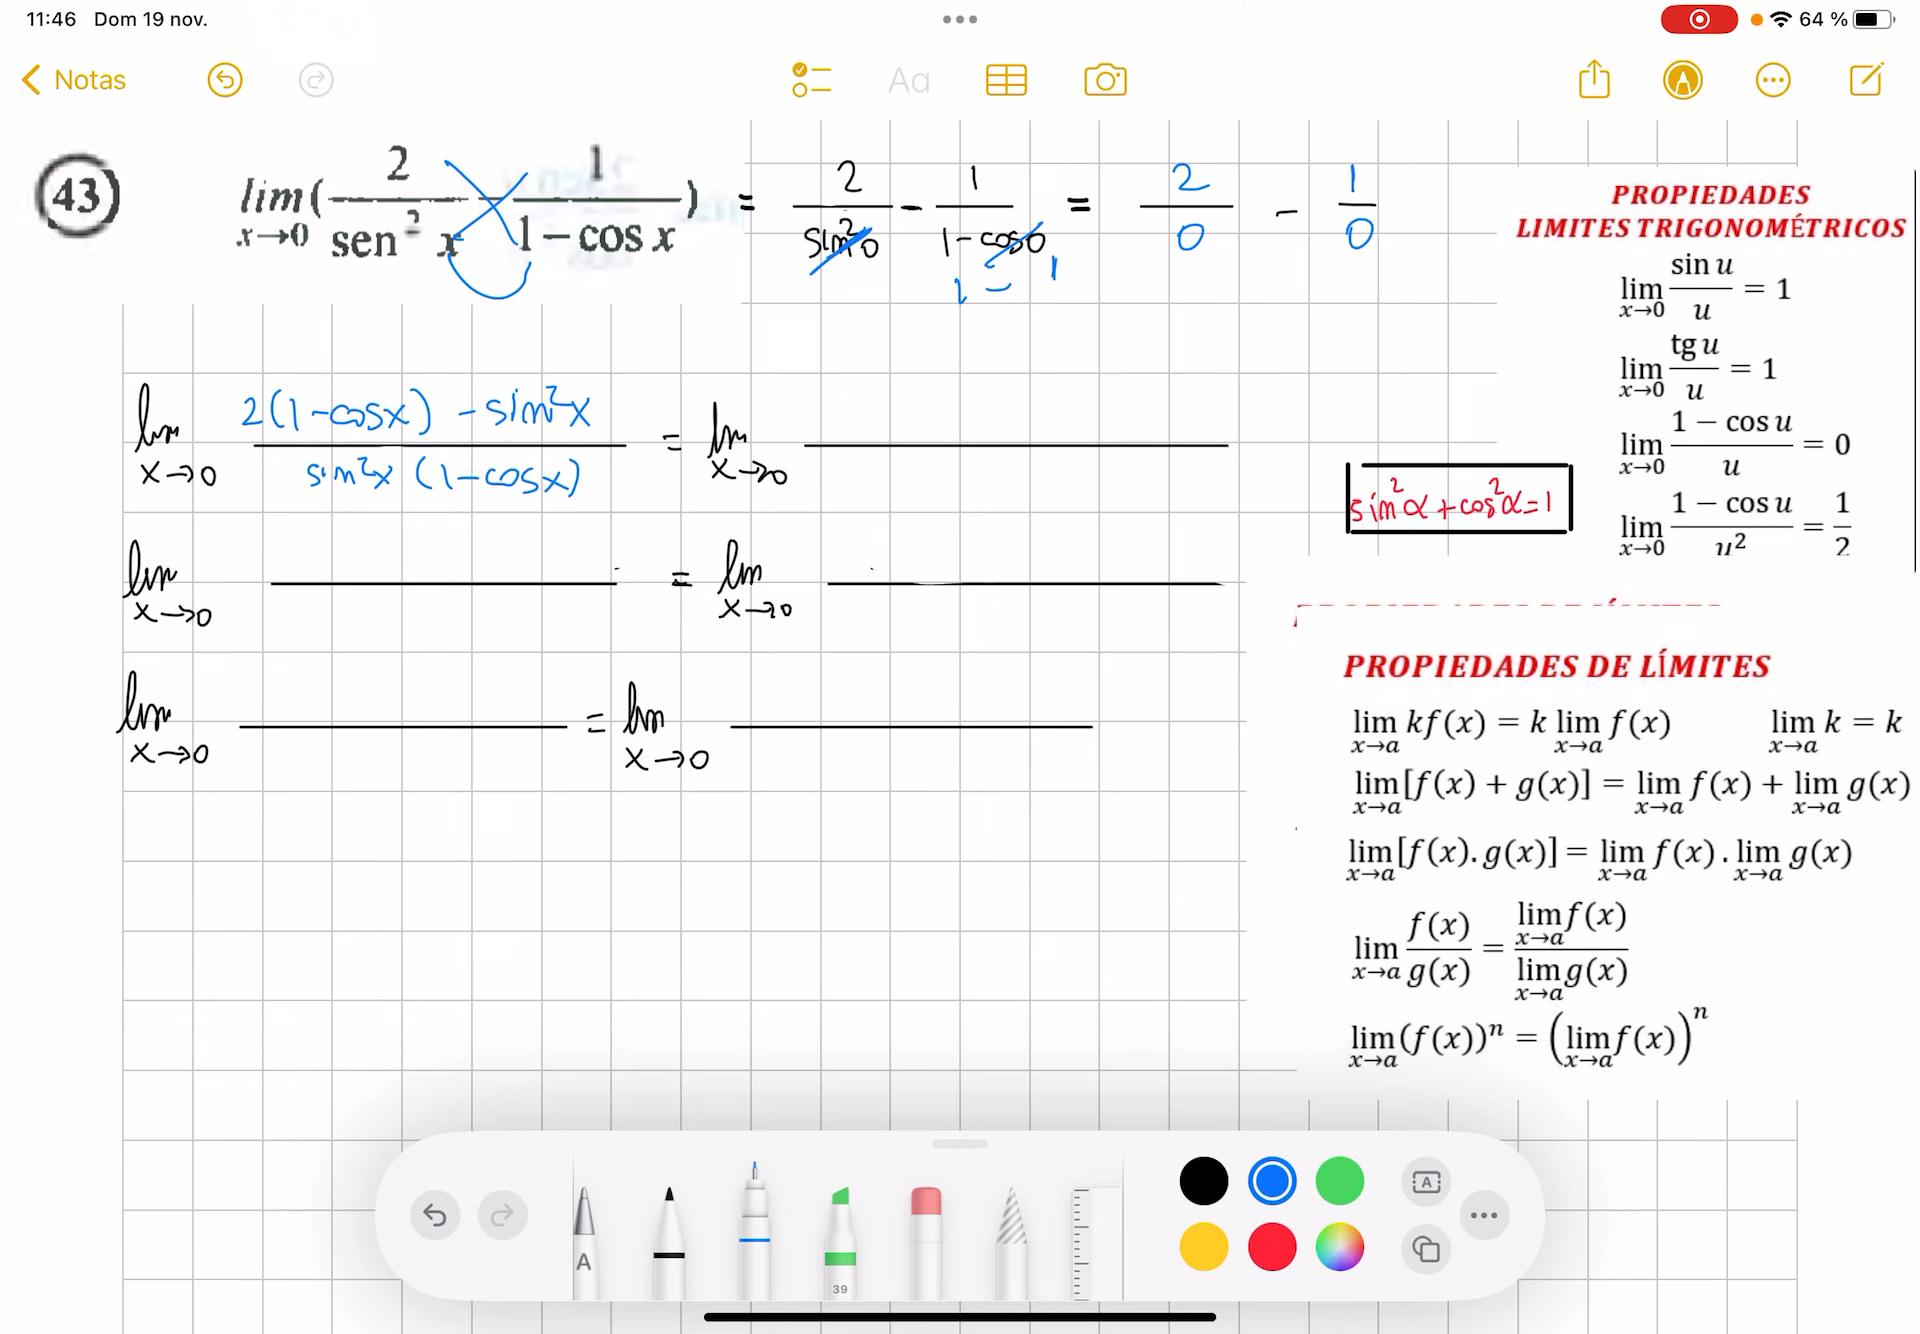 11:46 Dom 19 nov. 64 %
Notas Aa
43 lim( 2/sen² x − 1/1 − cos x ) = 2/sin²0 - 1/1-cos0 = 2/0 - 1/0
x→0
1 - 1
lim x→0 2(1-cosx) - sin²x / sin²x (1-cosx) = lim x→0
lim x→0 = lim x→0
lim x→0 = lim x→0
sin²α + cos²α = 1
PROPIEDADES
LIMITES TRIGONOMÉTRICOS
lim x→0 sin u / u = 1
lim x→0 tg u / u = 1
lim x→0 1 − cos u / u = 0
lim x→0 1 − cos u / u² = 1/2
PROPIEDADES DE LÍMITES
lim x→a kf(x) = k lim x→a f(x) lim x→a k = k
lim x→a [f(x) + g(x)] = lim x→a f(x) + lim x→a g(x)
lim x→a [f(x).g(x)] = lim x→a f(x) . lim x→a g(x)
lim x→a f(x)/g(x) = lim x→a f(x) / lim x→a g(x)
lim x→a (f(x))ⁿ = (lim x→a f(x))ⁿ
A
39
A